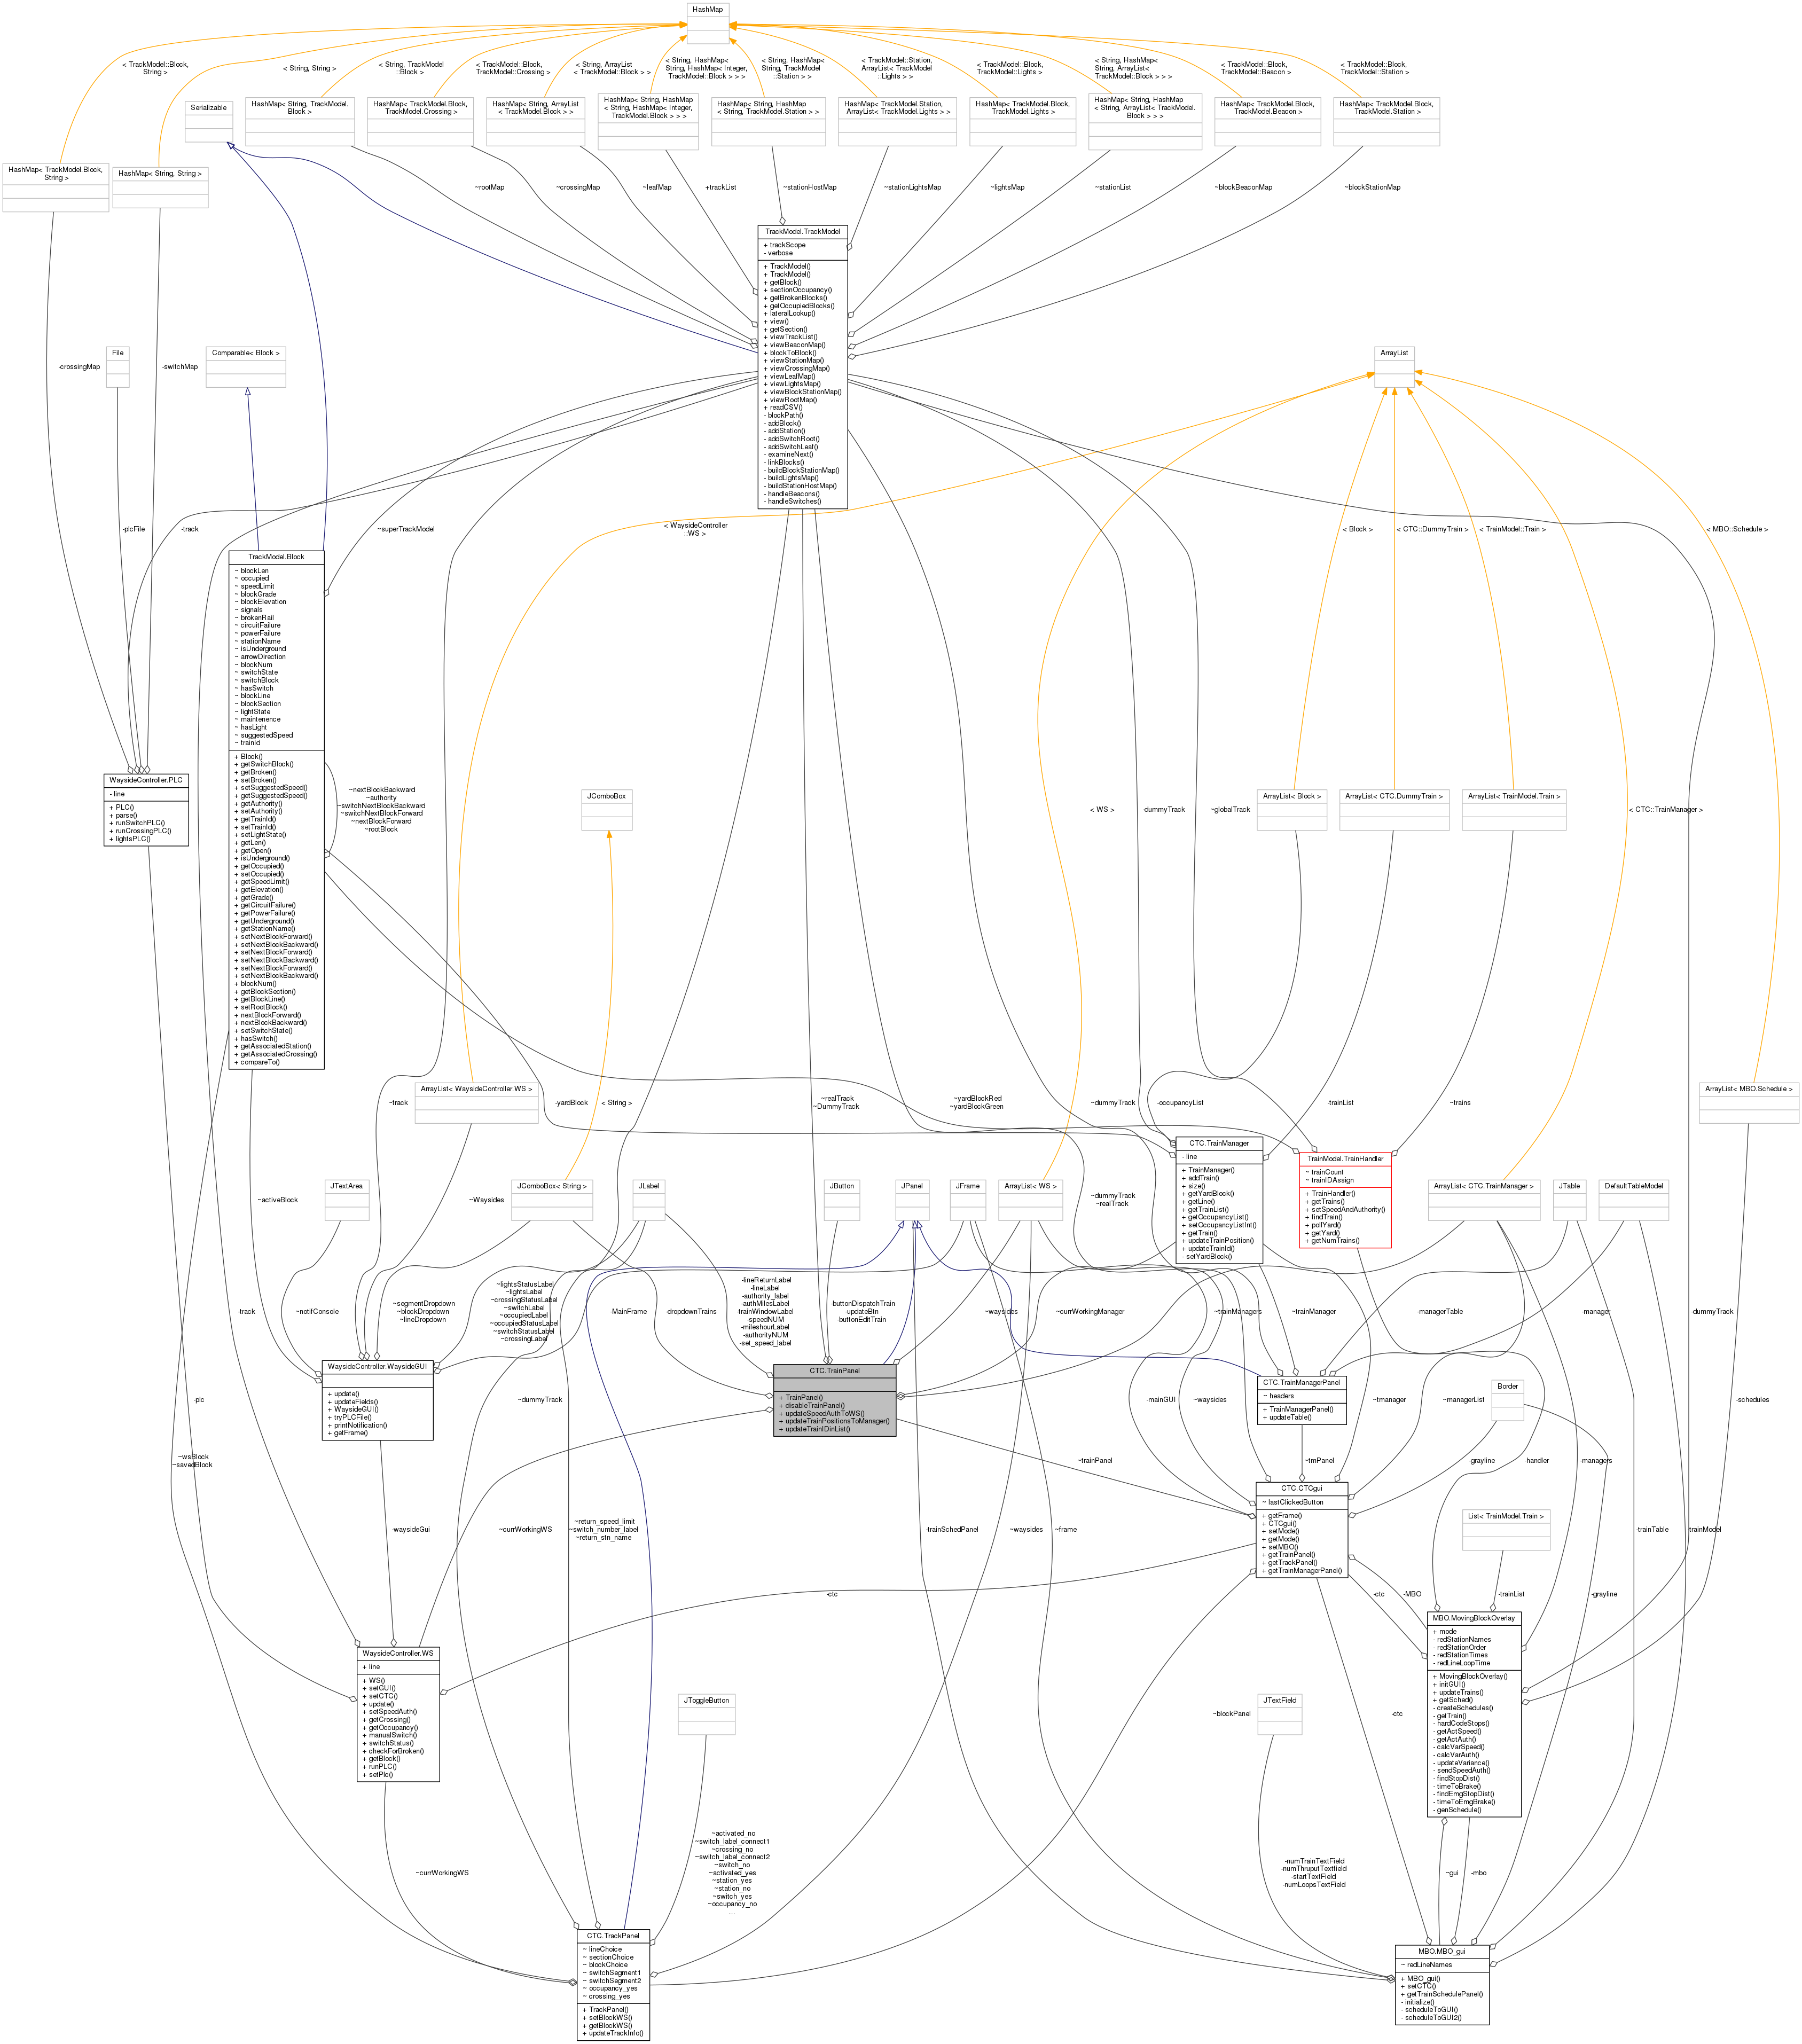 HashMap
< TrackModel::Block,
String >
< String, String >
< String, TrackModel
::Block >
< TrackModel::Block,
TrackModel::Crossing >
< String, ArrayList
< TrackModel::Block > >
< String, HashMap<
String, HashMap< Integer,
TrackModel::Block > > >
< String, HashMap<
String, TrackModel
::Station > >
< TrackModel::Station,
ArrayList< TrackModel
::Lights > >
< TrackModel::Block,
TrackModel::Lights >
< String, HashMap<
String, ArrayList<
TrackModel::Block > > >
< TrackModel::Block,
TrackModel::Beacon >
< TrackModel::Block,
TrackModel::Station >
Serializable
HashMap< String, TrackModel.
Block >
HashMap< TrackModel.Block,
TrackModel.Crossing >
HashMap< String, ArrayList
< TrackModel.Block > >
HashMap< String, HashMap
< String, HashMap< Integer,
TrackModel.Block > > >
HashMap< String, HashMap
< String, TrackModel.Station > >
HashMap< TrackModel.Station,
ArrayList< TrackModel.Lights > >
HashMap< TrackModel.Block,
TrackModel.Lights >
HashMap< String, HashMap
< String, ArrayList< TrackModel.
Block > > >
HashMap< TrackModel.Block,
TrackModel.Beacon >
HashMap< TrackModel.Block,
TrackModel.Station >
HashMap< TrackModel.Block,
String >
HashMap< String, String >
~rootMap
~crossingMap
~leafMap
+trackList
~stationHostMap
~stationLightsMap
~lightsMap
~stationList
~blockBeaconMap
~blockStationMap
TrackModel.TrackModel
+ trackScope
- verbose
+ TrackModel()
+ TrackModel()
+ getBlock()
+ sectionOccupancy()
+ getBrokenBlocks()
+ getOccupiedBlocks()
+ lateralLookup()
+ view()
+ getSection()
+ viewTrackList()
+ viewBeaconMap()
+ blockToBlock()
+ viewStationMap()
+ viewCrossingMap()
+ viewLeafMap()
+ viewLightsMap()
+ viewBlockStationMap()
+ viewRootMap()
+ readCSV()
- blockPath()
- addBlock()
- addStation()
- addSwitchRoot()
- addSwitchLeaf()
- examineNext()
- linkBlocks()
- buildBlockStationMap()
- buildLightsMap()
- buildStationHostMap()
- handleBeacons()
- handleSwitches()
File
Comparable< Block >
ArrayList
-crossingMap
-switchMap
-plcFile
-track
~superTrackModel
< WaysideController
::WS >
< Block >
< CTC::DummyTrain >
< TrainModel::Train >
< MBO::Schedule >
TrackModel.Block
~ blockLen
~ occupied
~ speedLimit
~ blockGrade
~ blockElevation
~ signals
~ brokenRail
~ circuitFailure
~ powerFailure
~ stationName
~ isUnderground
~ arrowDirection
~ blockNum
~ switchState
~ switchBlock
~ hasSwitch
~ blockLine
~ blockSection
~ lightState
~ maintenence
~ hasLight
~ suggestedSpeed
~ trainId
+ Block()
+ getSwitchBlock()
+ getBroken()
+ setBroken()
+ setSuggestedSpeed()
+ getSuggestedSpeed()
+ getAuthority()
+ setAuthority()
+ getTrainId()
+ setTrainId()
+ setLightState()
+ getLen()
+ getOpen()
+ isUnderground()
+ getOccupied()
+ setOccupied()
+ getSpeedLimit()
+ getElevation()
+ getGrade()
+ getCircuitFailure()
+ getPowerFailure()
+ getUnderground()
+ getStationName()
+ setNextBlockForward()
+ setNextBlockBackward()
+ setNextBlockForward()
+ setNextBlockBackward()
+ setNextBlockForward()
+ setNextBlockBackward()
+ blockNum()
+ getBlockSection()
+ getBlockLine()
+ setRootBlock()
+ nextBlockForward()
+ nextBlockBackward()
+ setSwitchState()
+ hasSwitch()
+ getAssociatedStation()
+ getAssociatedCrossing()
+ compareTo()
WaysideController.PLC
- line
+ PLC()
+ parse()
+ runSwitchPLC()
+ runCrossingPLC()
+ lightsPLC()
~nextBlockBackward
~authority
~switchNextBlockBackward
~switchNextBlockForward
~nextBlockForward
~rootBlock
JComboBox
< WS >
-dummyTrack
~globalTrack
ArrayList< Block >
ArrayList< CTC.DummyTrain >
ArrayList< TrainModel.Train >
< CTC::TrainManager >
ArrayList< WaysideController.WS >
ArrayList< MBO.Schedule >
~track
< String >
-yardBlock
~realTrack
~DummyTrack
~yardBlockRed
~yardBlockGreen
~dummyTrack
-occupancyList
-trainList
~trains
CTC.TrainManager
- line
+ TrainManager()
+ addTrain()
+ size()
+ getYardBlock()
+ getLine()
+ getTrainList()
+ getOccupancyList()
+ setOccupancyListInt()
+ getTrain()
+ updateTrainPosition()
+ updateTrainId()
- setYardBlock()
TrainModel.TrainHandler
~ trainCount
~ trainIDAssign
+ TrainHandler()
+ getTrains()
+ setSpeedAndAuthority()
+ findTrain()
+ pollYard()
+ getYard()
+ getNumTrains()
~activeBlock
JTextArea
~Waysides
JComboBox< String >
JLabel
JButton
JPanel
JFrame
ArrayList< WS >
~dummyTrack
~realTrack
ArrayList< CTC.TrainManager >
JTable
DefaultTableModel
~notifConsole
~segmentDropdown
~blockDropdown
~lineDropdown
~lightsStatusLabel
~lightsLabel
~crossingStatusLabel
~switchLabel
~occupiedLabel
~occupiedStatusLabel
~switchStatusLabel
~crossingLabel
-MainFrame
-dropdownTrains
-lineReturnLabel
-lineLabel
-authority_label
-authMilesLabel
-trainWindowLabel
-speedNUM
-mileshourLabel
-authorityNUM
-set_speed_label
-buttonDispatchTrain
-updateBtn
-buttonEditTrain
~waysides
~currWorkingManager
~trainManagers
~trainManager
-managerTable
-manager
-dummyTrack
-track
WaysideController.WaysideGUI
+ update()
+ updateFields()
+ WaysideGUI()
+ tryPLCFile()
+ printNotification()
+ getFrame()
CTC.TrainPanel
+ TrainPanel()
+ disableTrainPanel()
+ updateSpeedAuthToWS()
+ updateTrainPositionsToManager()
+ updateTrainIDinList()
CTC.TrainManagerPanel
~ headers
+ TrainManagerPanel()
+ updateTable()
Border
-plc
~dummyTrack
-mainGUI
~waysides
~tmanager
~managerList
-schedules
~wsBlock
~savedBlock
~trainPanel
~tmPanel
-grayline
-handler
-managers
CTC.CTCgui
~ lastClickedButton
+ getFrame()
+ CTCgui()
+ setMode()
+ getMode()
+ setMBO()
+ getTrainPanel()
+ getTrackPanel()
+ getTrainManagerPanel()
List< TrainModel.Train >
-waysideGui
~currWorkingWS
~return_speed_limit
~switch_number_label
~return_stn_name
-trainSchedPanel
~waysides
~frame
-trainTable
-trainModel
-ctc
-ctc
-MBO
-trainList
-grayline
MBO.MovingBlockOverlay
+ mode
- redStationNames
- redStationOrder
- redStationTimes
- redLineLoopTime
+ MovingBlockOverlay()
+ initGUI()
+ updateTrains()
+ getSched()
- createSchedules()
- getTrain()
- hardCodeStops()
- getActSpeed()
- getActAuth()
- calcVarSpeed()
- calcVarAuth()
- updateVariance()
- sendSpeedAuth()
- findStopDist()
- timeToBrake()
- findEmgStopDist()
- timeToEmgBrake()
- genSchedule()
WaysideController.WS
+ line
+ WS()
+ setGUI()
+ setCTC()
+ update()
+ setSpeedAuth()
+ getCrossing()
+ getOccupancy()
+ manualSwitch()
+ switchStatus()
+ checkForBroken()
+ getBlock()
+ runPLC()
+ setPlc()
JToggleButton
JTextField
~blockPanel
-ctc
~currWorkingWS
~activated_no
~switch_label_connect1
~crossing_no
~switch_label_connect2
~switch_no
~activated_yes
~station_yes
~station_no
~switch_yes
~occupancy_no
...
-numTrainTextField
-numThruputTextfield
-startTextField
-numLoopsTextField
~gui
-mbo
CTC.TrackPanel
~ lineChoice
~ sectionChoice
~ blockChoice
~ switchSegment1
~ switchSegment2
~ occupancy_yes
~ crossing_yes
+ TrackPanel()
+ setBlockWS()
+ getBlockWS()
+ updateTrackInfo()
MBO.MBO_gui
~ redLineNames
+ MBO_gui()
+ setCTC()
+ getTrainSchedulePanel()
- initialize()
- scheduleToGUI()
- scheduleToGUI2()